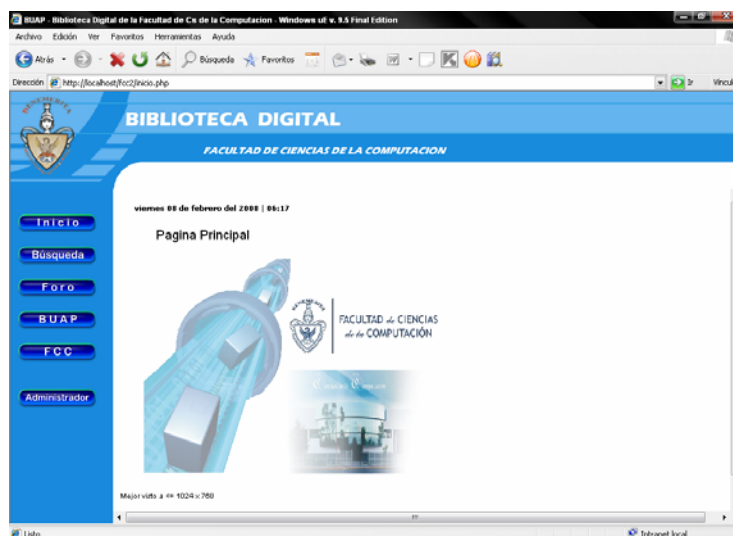 BUAP - Biblioteca Digital de la Facultad de Cs de la Computacion - Windows uE v. 9.5 Final Edition
Archivo Edición Ver Favoritos Herramientas Ayuda
Atrás Búsqueda Favoritos
Dirección http://localhost/fcc2/inicio.php Ir Vincul
BIBLIOTECA DIGITAL
FACULTAD DE CIENCIAS DE LA COMPUTACION
viernes 08 de febrero del 2008 | 06:17
Pagina Principal
Inicio
Búsqueda
Foro
BUAP
FCC
Administrador
FACULTAD de CIENCIAS
de la COMPUTACIÓN
Mejor visto a <= 1024 x 760
Listo Intranet local